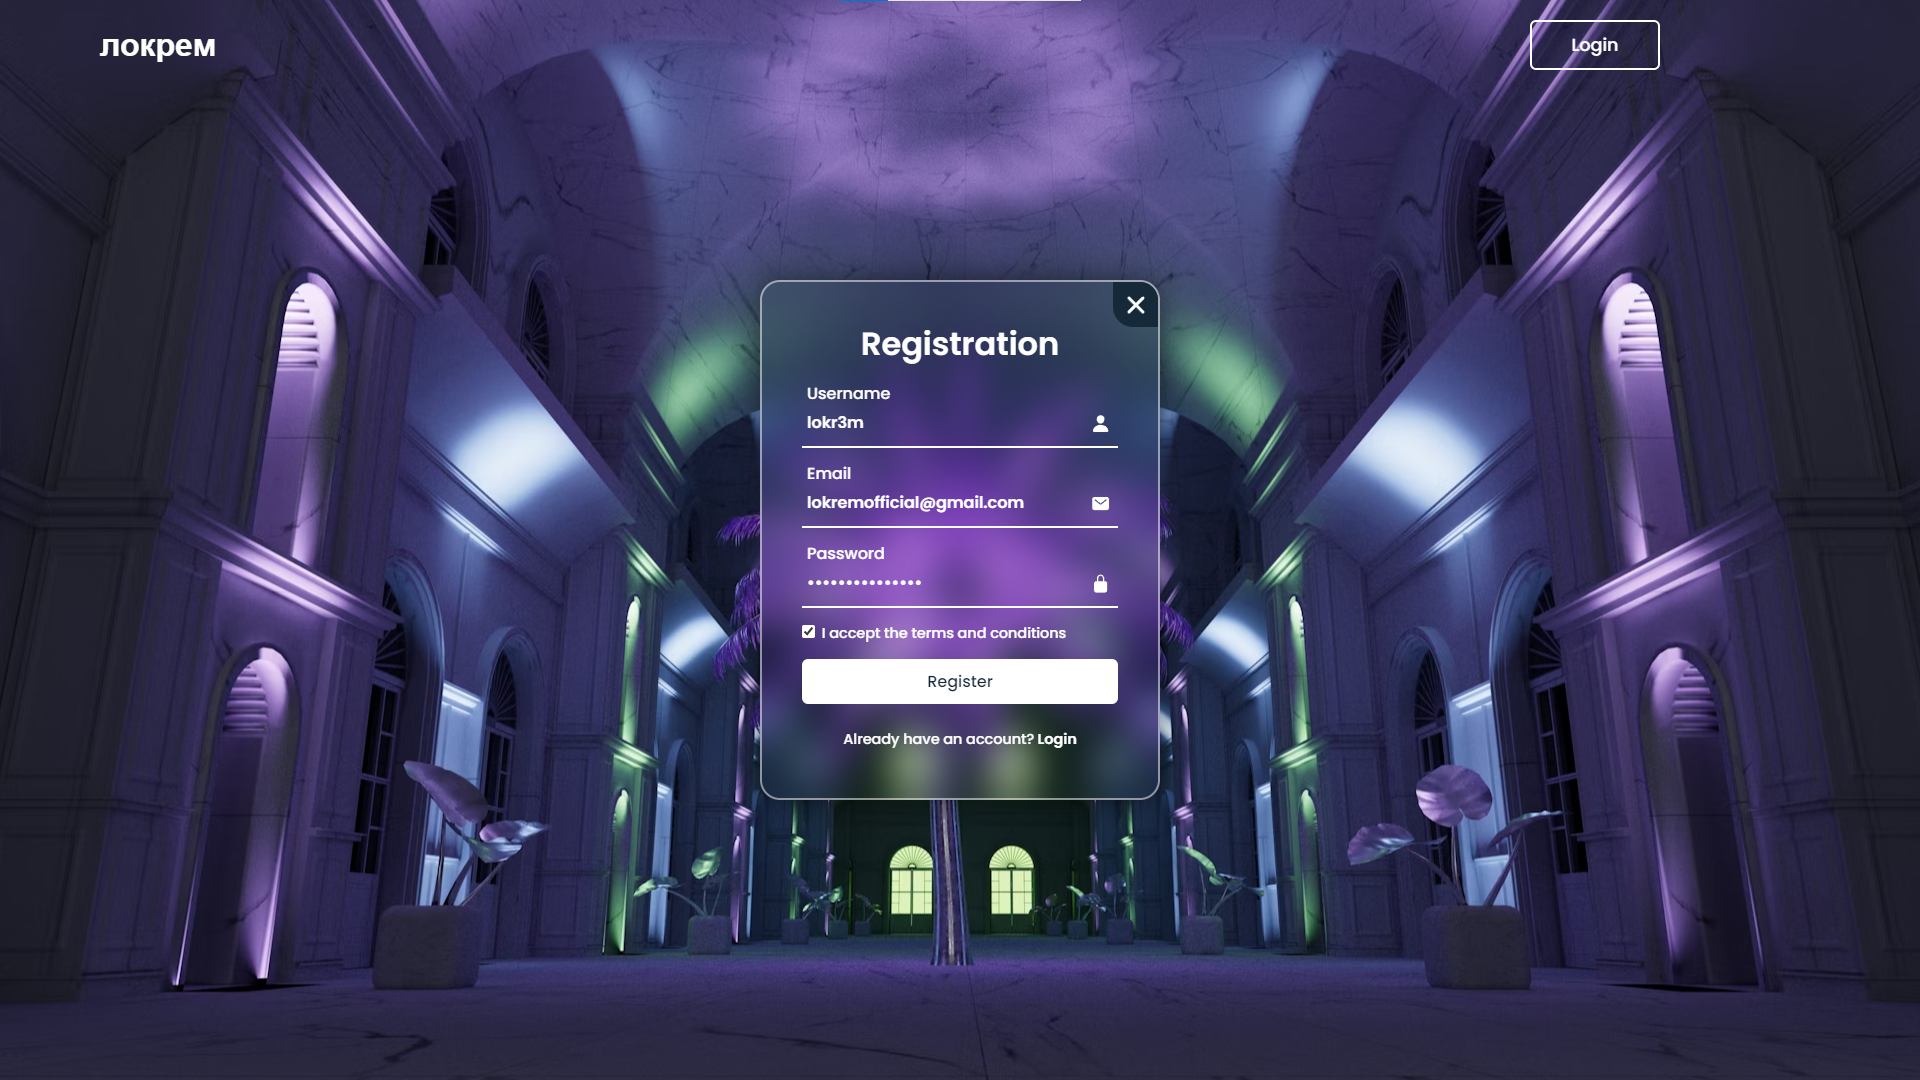 локрем
Login
Registration
Username
lokr3m
Email
lokremofficial@gmail.com
Password
•••••••••••••••
I accept the terms and conditions
Register
Already have an account? Login